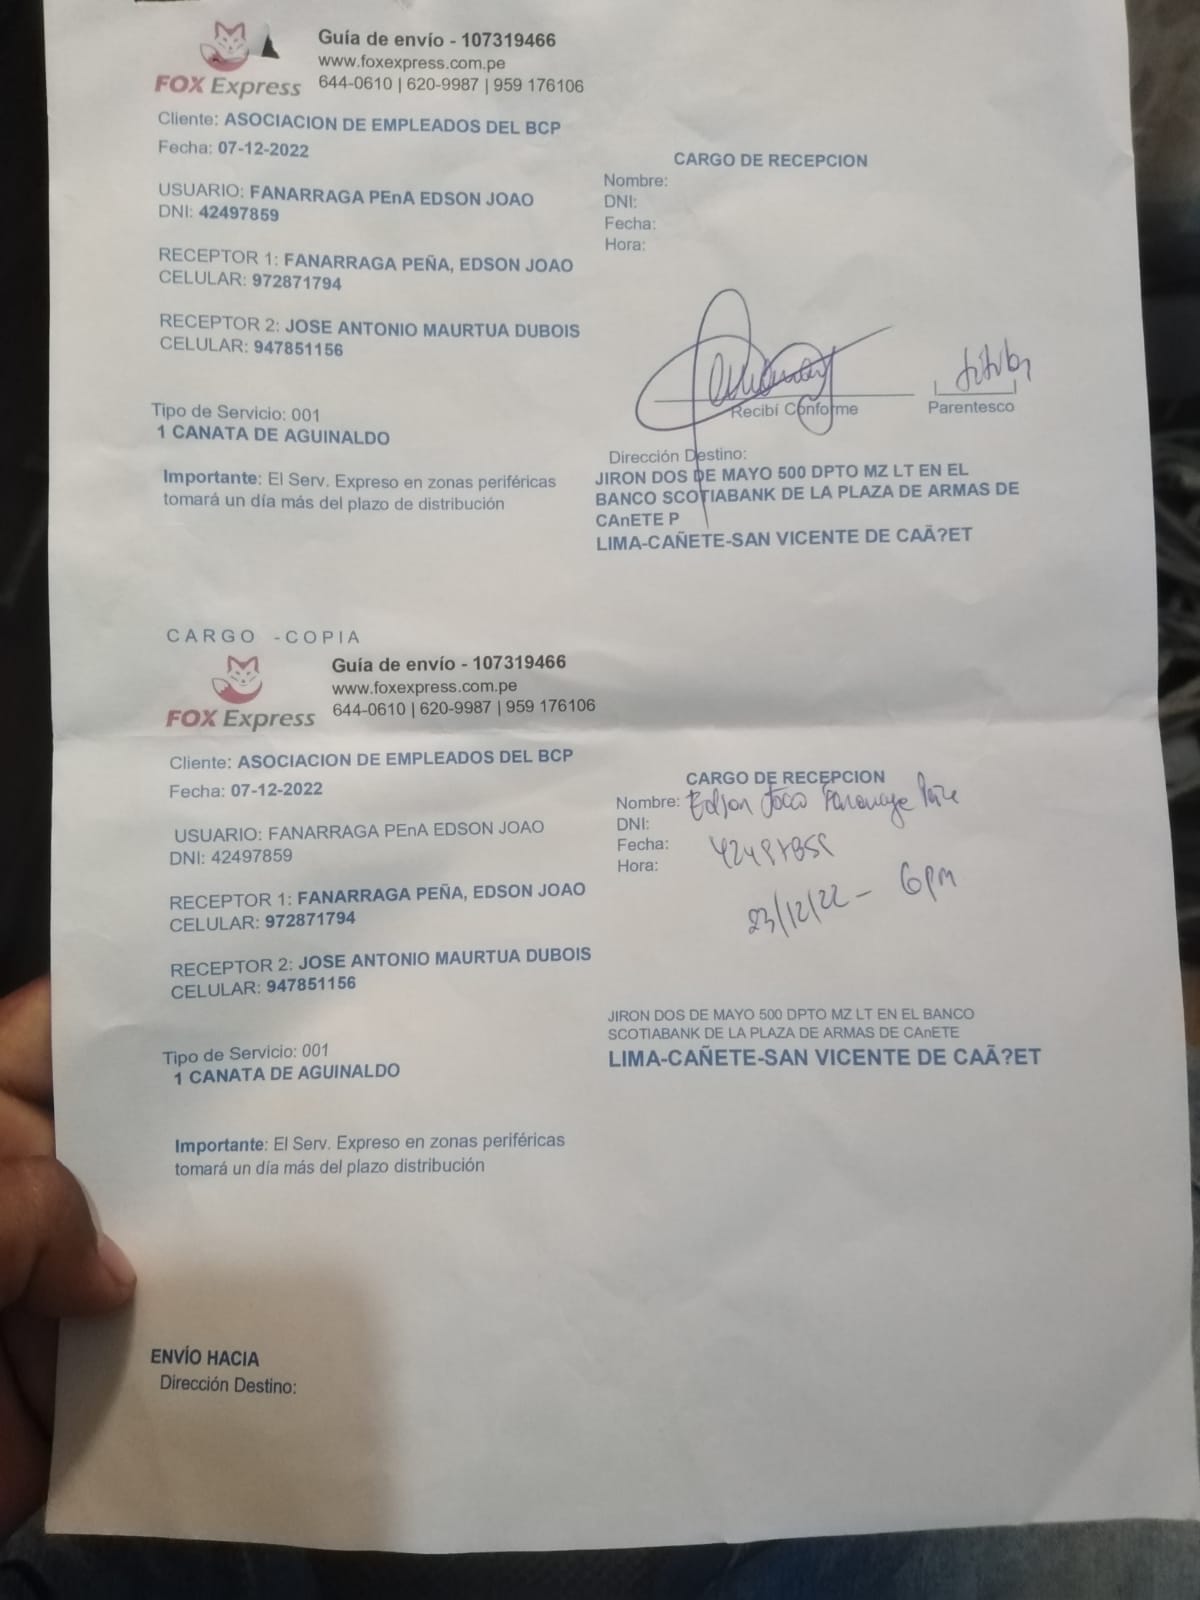 Guía de envío - 107319466
www.foxexpress.com.pe
FOX Express
644-0610 | 620-9987 | 959 176106
Cliente: ASOCIACION DE EMPLEADOS DEL BCP
Fecha: 07-12-2022
CARGO DE RECEPCION
Nombre:
DNI:
Fecha:
Hora:
USUARIO: FANARRAGA PEnA EDSON JOAO
DNI: 42497859
RECEPTOR 1: FANARRAGA PEÑA, EDSON JOAO
CELULAR: 972871794
RECEPTOR 2: JOSE ANTONIO MAURTUA DUBOIS
CELULAR: 947851156
Recibí Conforme
Parentesco
Tipo de Servicio: 001
1 CANATA DE AGUINALDO
Importante: El Serv. Expreso en zonas periféricas
tomará un día más del plazo de distribución
Dirección Destino:
JIRON DOS DE MAYO 500 DPTO MZ LT EN EL
BANCO SCOTIABANK DE LA PLAZA DE ARMAS DE
CAnETE P
LIMA-CAÑETE-SAN VICENTE DE CAÃ?ET
CARGO -COPIA
Guía de envío - 107319466
www.foxexpress.com.pe
FOX Express
644-0610 | 620-9987 | 959 176106
Cliente: ASOCIACION DE EMPLEADOS DEL BCP
Fecha: 07-12-2022
CARGO DE RECEPCION
Nombre: Edson Joao
DNI:
Fecha:
Hora:
23/12/22 - 6pm
USUARIO: FANARRAGA PEnA EDSON JOAO
DNI: 42497859
RECEPTOR 1: FANARRAGA PEÑA, EDSON JOAO
CELULAR: 972871794
RECEPTOR 2: JOSE ANTONIO MAURTUA DUBOIS
CELULAR: 947851156
Tipo de Servicio: 001
1 CANATA DE AGUINALDO
JIRON DOS DE MAYO 500 DPTO MZ LT EN EL BANCO
SCOTIABANK DE LA PLAZA DE ARMAS DE CAnETE
LIMA-CAÑETE-SAN VICENTE DE CAÃ?ET
Importante: El Serv. Expreso en zonas periféricas
tomará un día más del plazo distribución
ENVÍO HACIA
Dirección Destino: